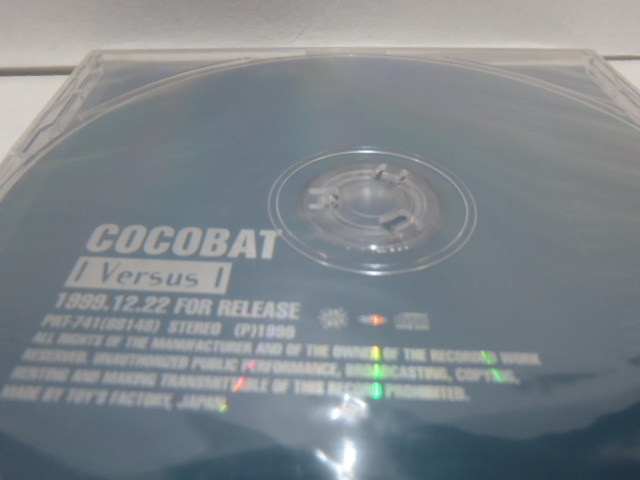 COCOBAT
I Versus I
1999.12.22 FOR RELEASE
PRT-741(88148) STEREO (P)1999
ALL RIGHTS OF THE MANUFACTURER AND OF THE OWNER OF THE RECORDED WORK
RESERVED. UNAUTHORIZED PUBLIC PERFORMANCE, BROADCASTING, COPYING,
RENTING AND MAKING TRANSMITTABLE OF THIS RECORD PROHIBITED.
MADE BY TOY'S FACTORY, JAPAN